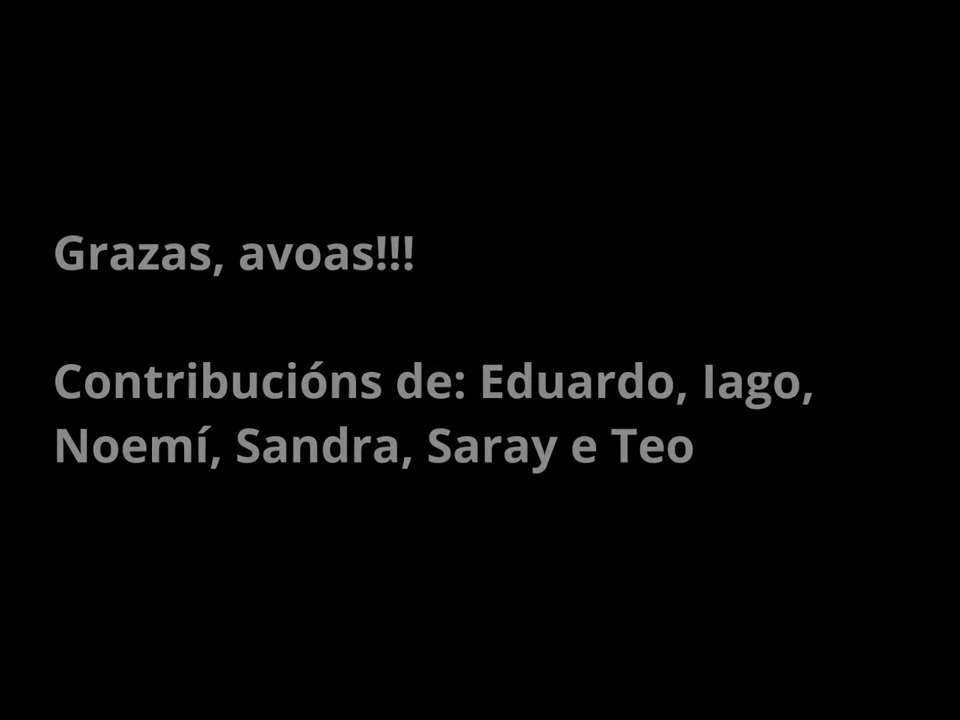 Grazas, avoas!!!
Contribucións de: Eduardo, Iago,
Noemí, Sandra, Saray e Teo